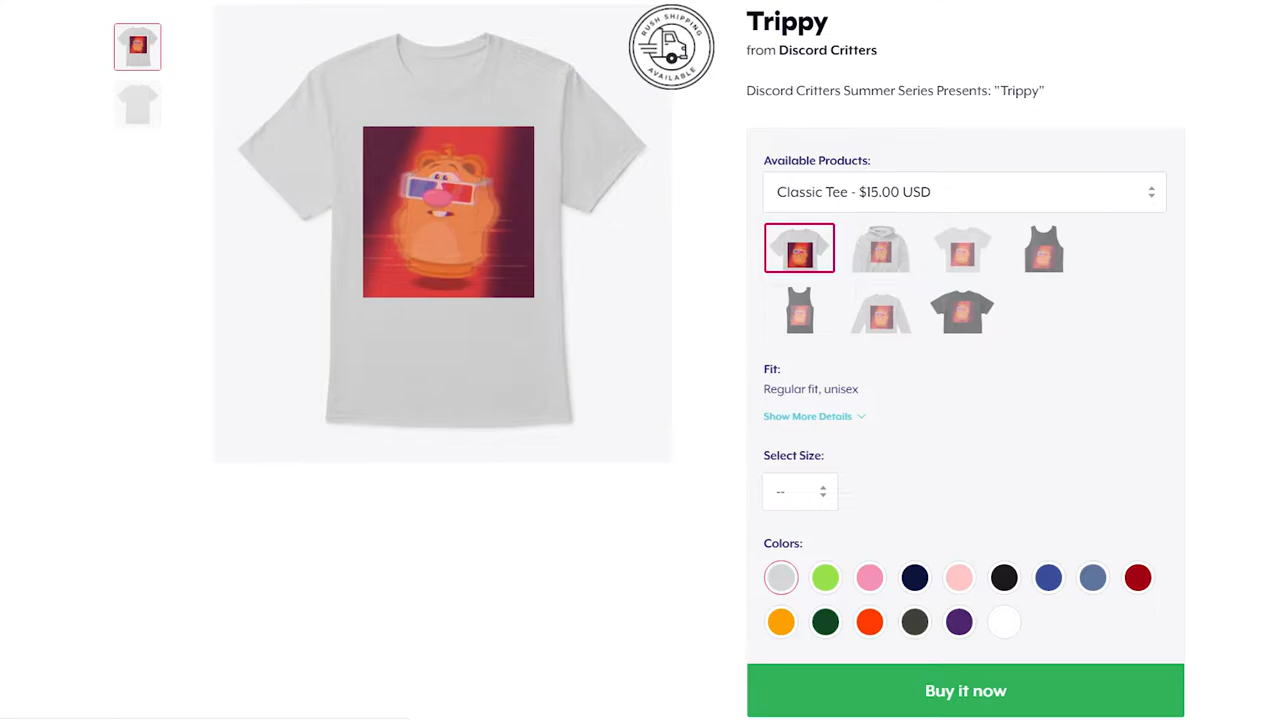 RUSH SHIPPING
AVAILABLE
Trippy
from Discord Critters
Discord Critters Summer Series Presents: "Trippy"
Available Products:
Classic Tee - $15.00 USD
Fit:
Regular fit, unisex
Show More Details
Select Size:
--
Colors:
Buy it now